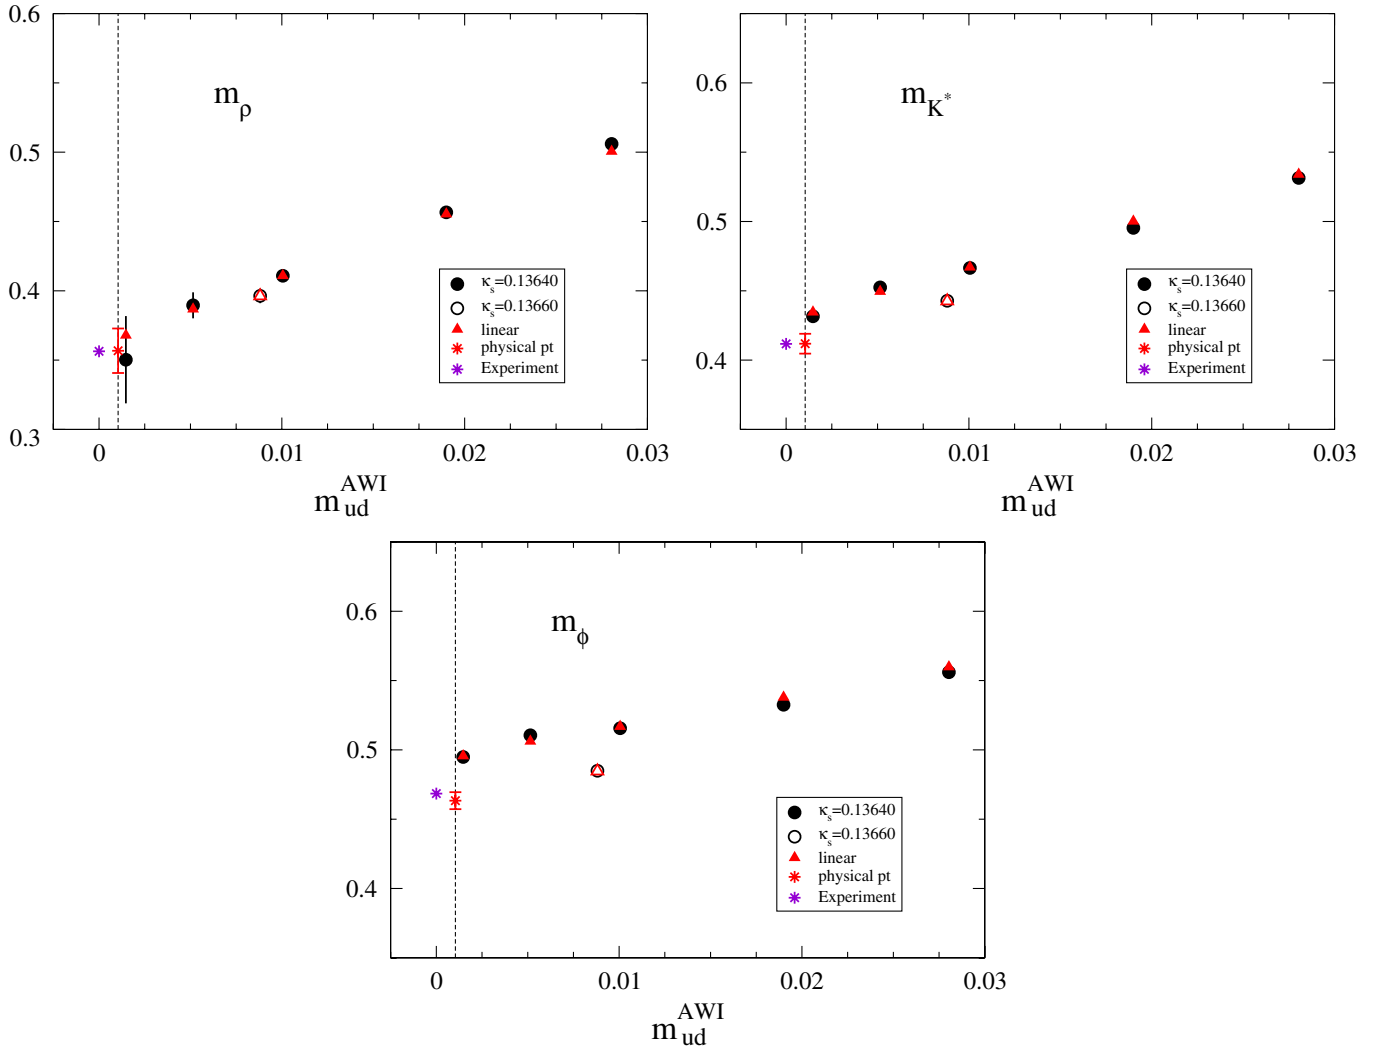 0.6
0.5
0.4
0.3
m_ρ
κ_s=0.13640
κ_s=0.13660
linear
physical pt
Experiment
0 0.01 0.02 0.03
m_ud^AWI
0.6
0.5
0.4
m_K*
κ_s=0.13640
κ_s=0.13660
linear
physical pt
Experiment
0 0.01 0.02 0.03
m_ud^AWI
0.6
0.5
0.4
m_ϕ
κ_s=0.13640
κ_s=0.13660
linear
physical pt
Experiment
0 0.01 0.02 0.03
m_ud^AWI